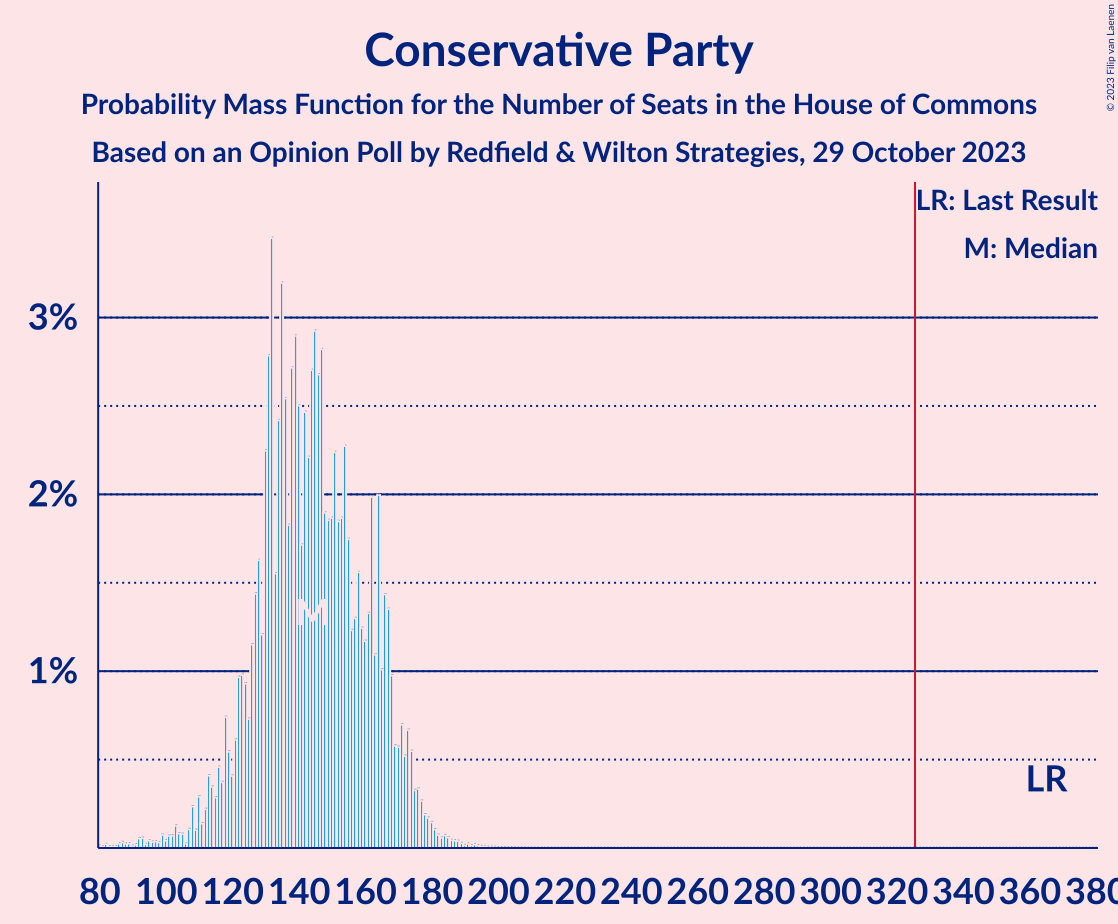 Conservative Party
Probability Mass Function for the Number of Seats in the House of Commons
Based on an Opinion Poll by Redfield & Wilton Strategies, 29 October 2023
© 2023 Filip van Laenen
LR: Last Result
M: Median
3%
2%
1%
M
LR
80 100 120 140 160 180 200 220 240 260 280 300 320 340 360 380